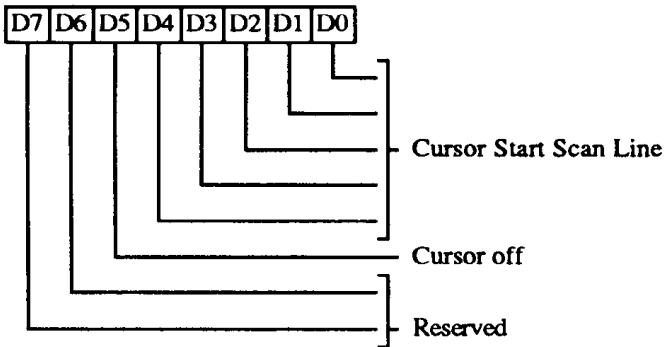 D7 D6 D5 D4 D3 D2 D1 D0
Cursor Start Scan Line
Cursor off
Reserved